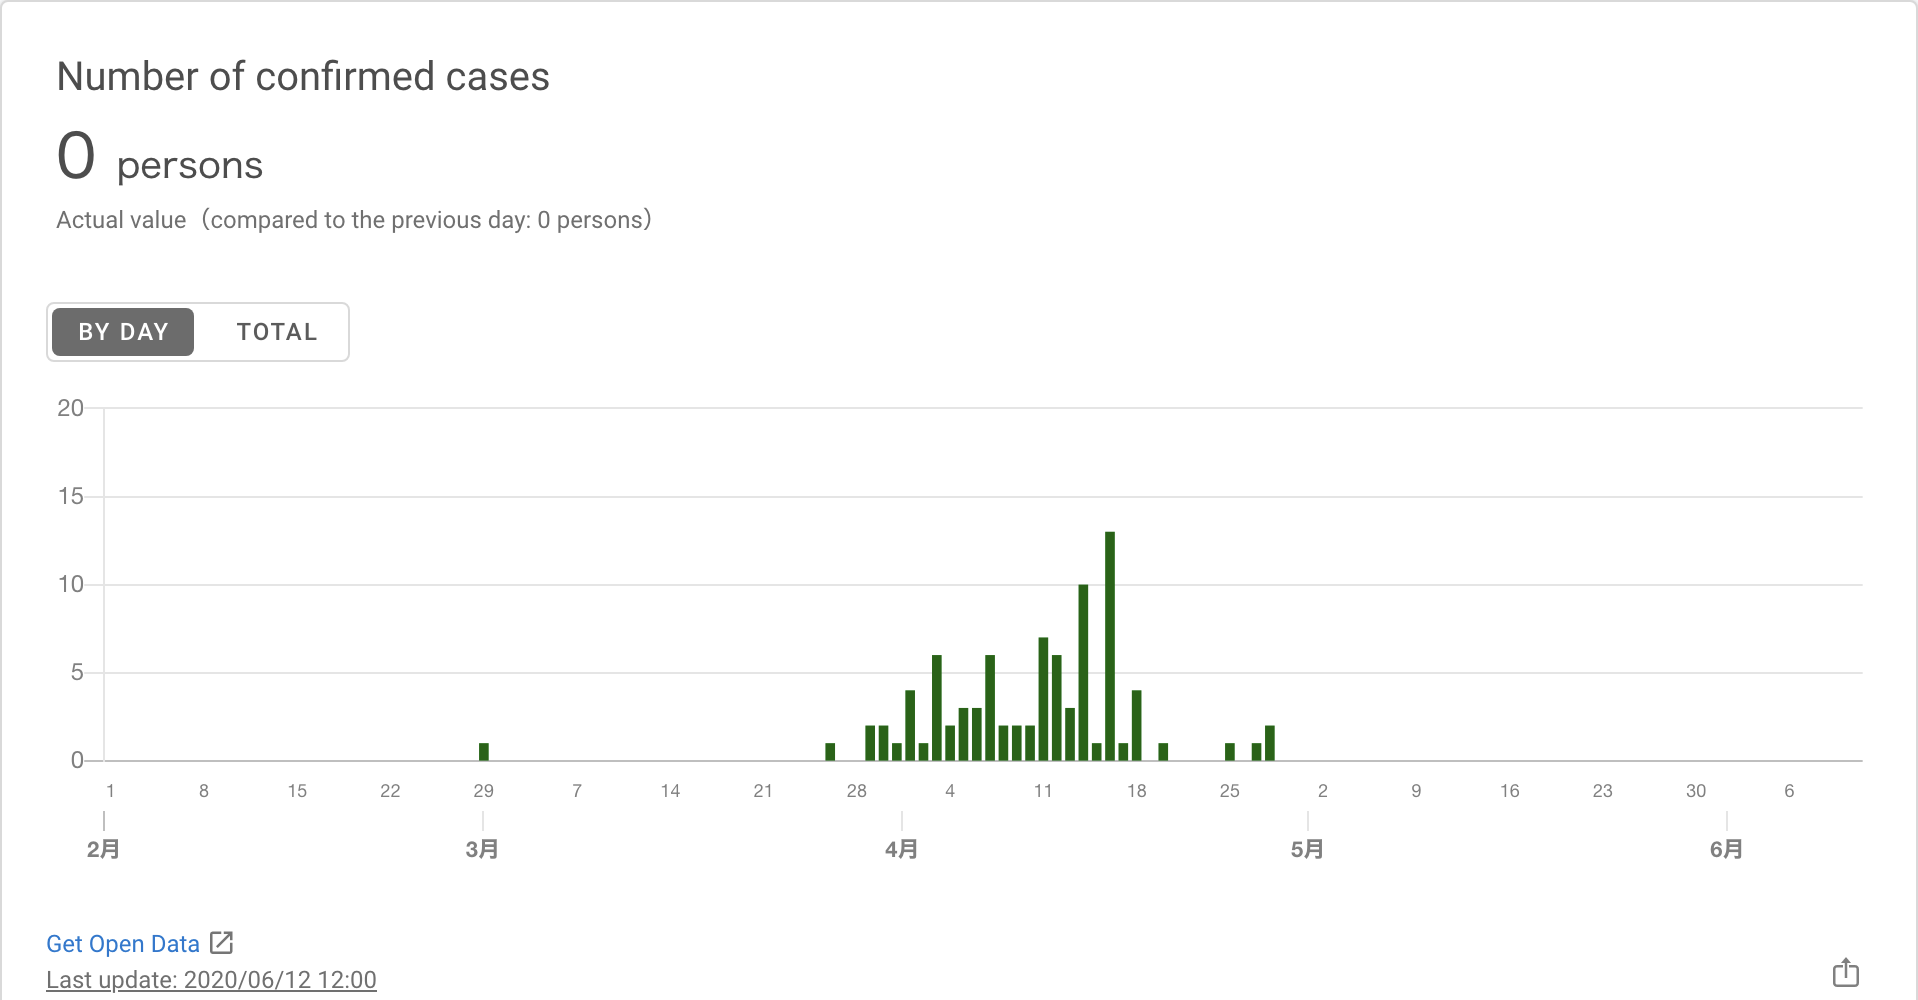 Number of confirmed cases
0 persons
Actual value（compared to the previous day: 0 persons）
BY DAY TOTAL
20
15
10
5
0
1 8 15 22 29 7 14 21 28 4 11 18 25 2 9 16 23 30 6
2月 3月 4月 5月 6月
Get Open Data
Last update: 2020/06/12 12:00